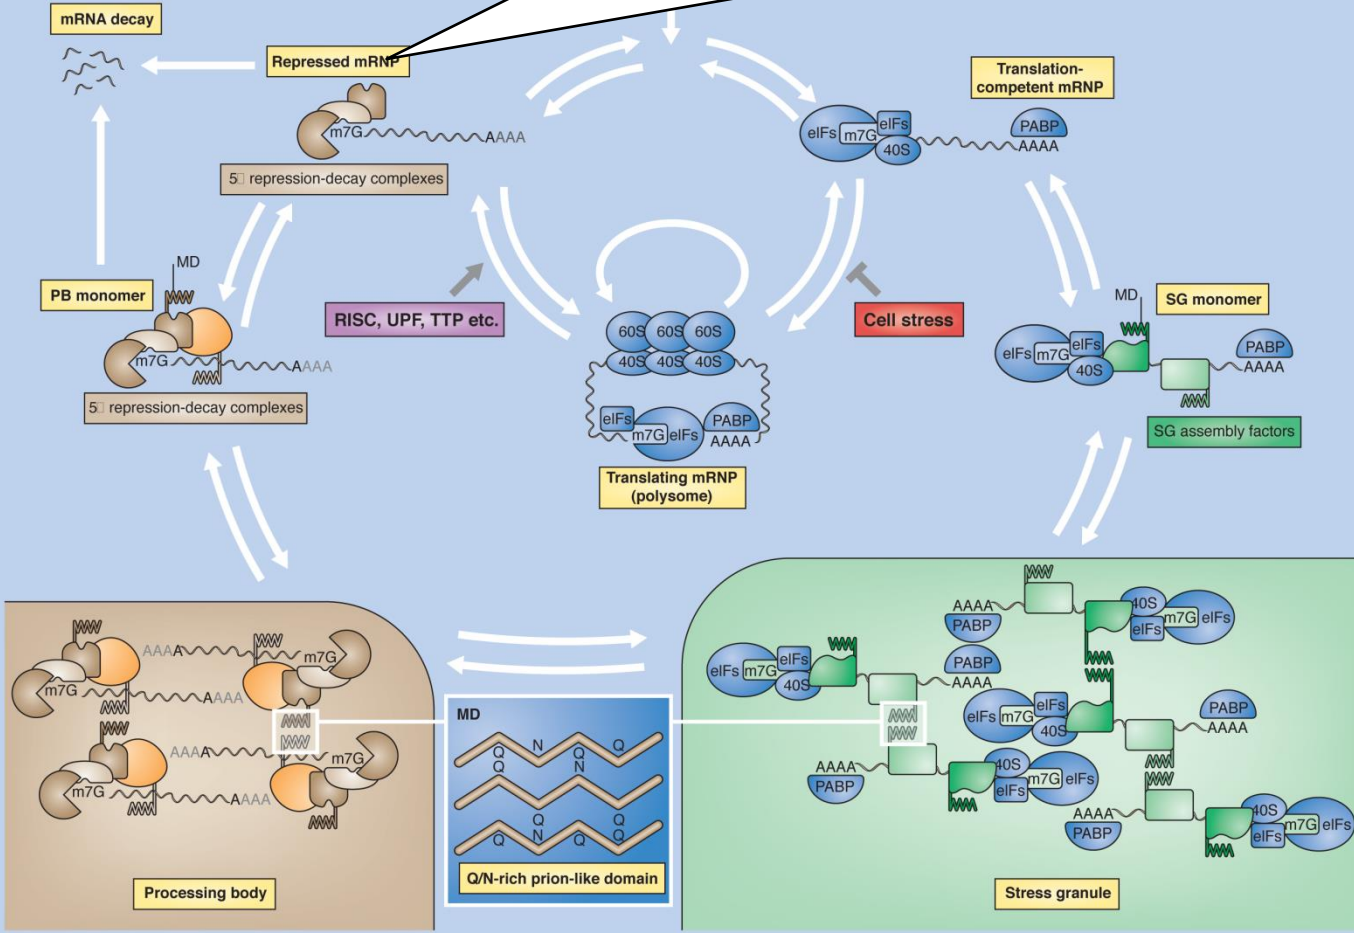 mRNA decay
Repressed mRNP
m7G
AAAA
5□ repression-decay complexes
Translation-
competent mRNP
eIFs
m7G
eIFs
40S
PABP
AAAA
MD
PB monomer
m7G
AAAA
5□ repression-decay complexes
RISC, UPF, TTP etc.
Cell stress
60S 60S 60S
40S 40S 40S
eIFs
m7G
eIFs
PABP
AAAA
Translating mRNP
(polysome)
MD
SG monomer
eIFs
m7G
eIFs
40S
PABP
AAAA
SG assembly factors
AAAA
m7G
m7G
AAAA
AAAA
m7G
m7G
AAAA
Processing body
MD
N Q
Q N
Q
Q Q
Q N Q Q
Q/N-rich prion-like domain
AAAA
PABP
40S
eIFs
m7G
eIFs
eIFs
m7G
eIFs
40S
PABP
AAAA
eIFs
m7G
eIFs
40S
PABP
AAAA
AAAA
PABP
40S
eIFs
m7G
eIFs
AAAA
PABP
40S
eIFs
m7G
eIFs
Stress granule